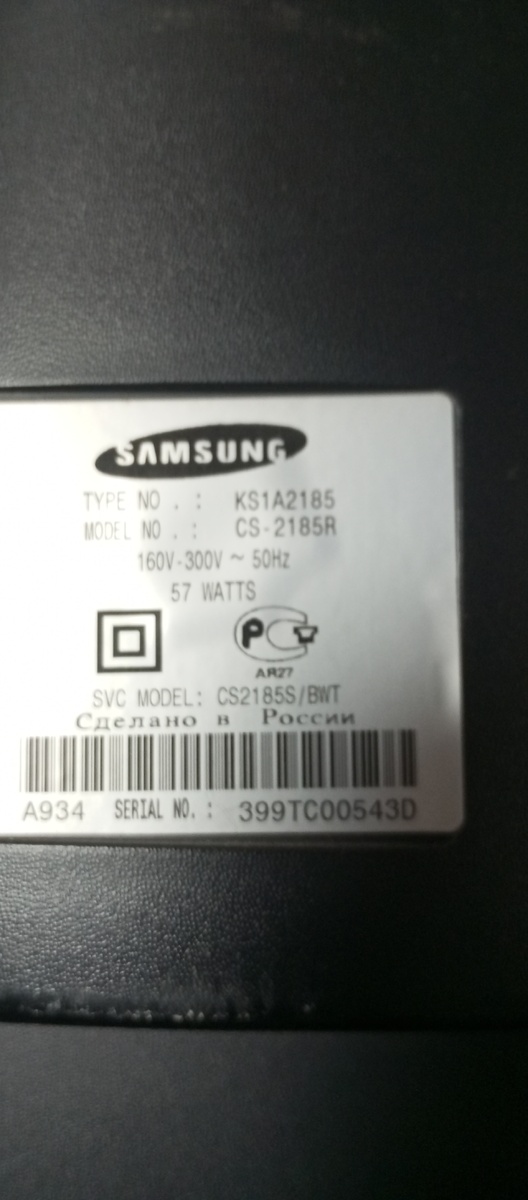 SAMSUNG
TYPE NO . : KS1A2185
MODEL NO . : CS-2185R
160V-300V ~ 50Hz
57 WATTS
РСТ
AR27
SVC MODEL: CS2185S/BWT
Сделано в России
A934 SERIAL NO. : 399TC00543D